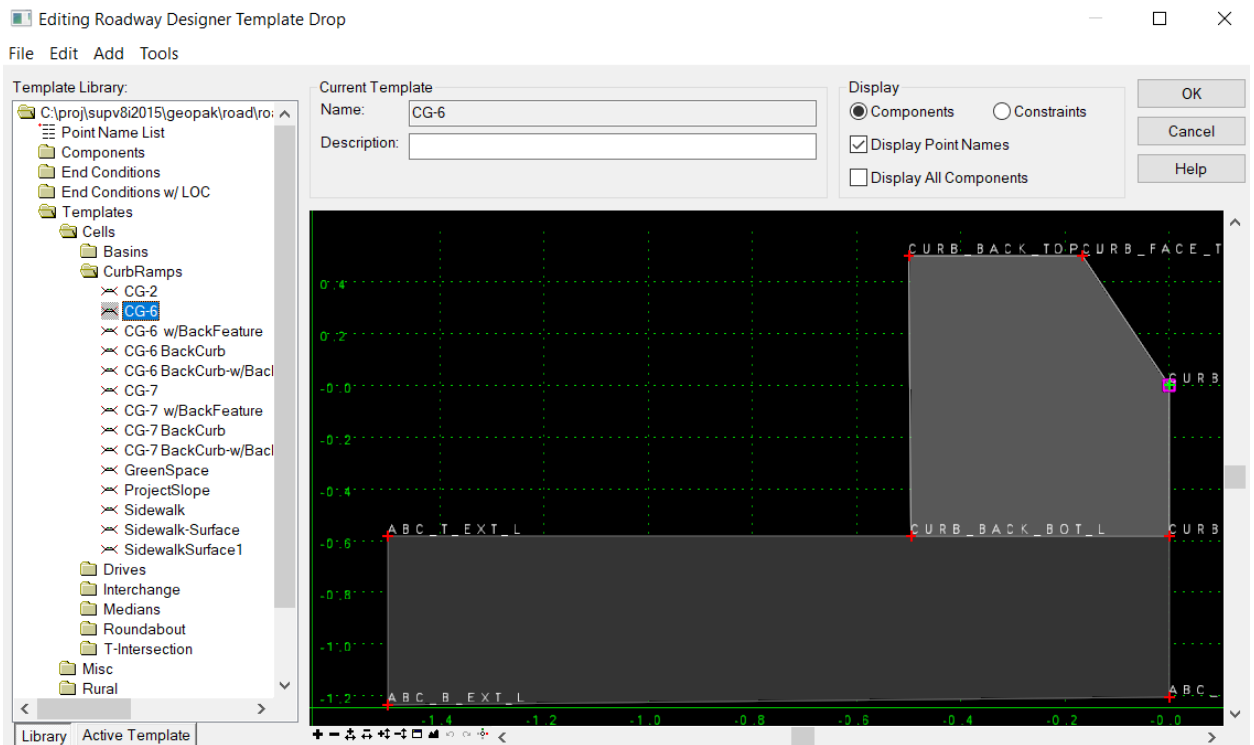 Editing Roadway Designer Template Drop
File Edit Add Tools
Template Library:
C:\proj\supv8i2015\geopak\road\roa
Point Name List
Components
End Conditions
End Conditions w/ LOC
Templates
Cells
Basins
CurbRamps
CG-2
CG-6
CG-6 w/BackFeature
CG-6 BackCurb
CG-6 BackCurb-w/Bacl
CG-7
CG-7 w/BackFeature
CG-7 BackCurb
CG-7 BackCurb-w/Bacl
GreenSpace
ProjectSlope
Sidewalk
Sidewalk-Surface
SidewalkSurface1
Drives
Interchange
Medians
Roundabout
T-Intersection
Misc
Rural
Library Active Template
Current Template
Name: CG-6
Description:
Display
Components Constraints
Display Point Names
Display All Components
OK
Cancel
Help
CURB_BACK_TOP CURB_FACE_T
0.4
0.2
-0.0 CURB
-0.2
-0.4
ABC_T_EXT_L CURB_BACK_BOT_L CURB
-0.6
-0.8
-1.0
-1.2 ABC_B_EXT_L ABC_
-1.4 -1.2 -1.0 -0.8 -0.6 -0.4 -0.2 -0.0